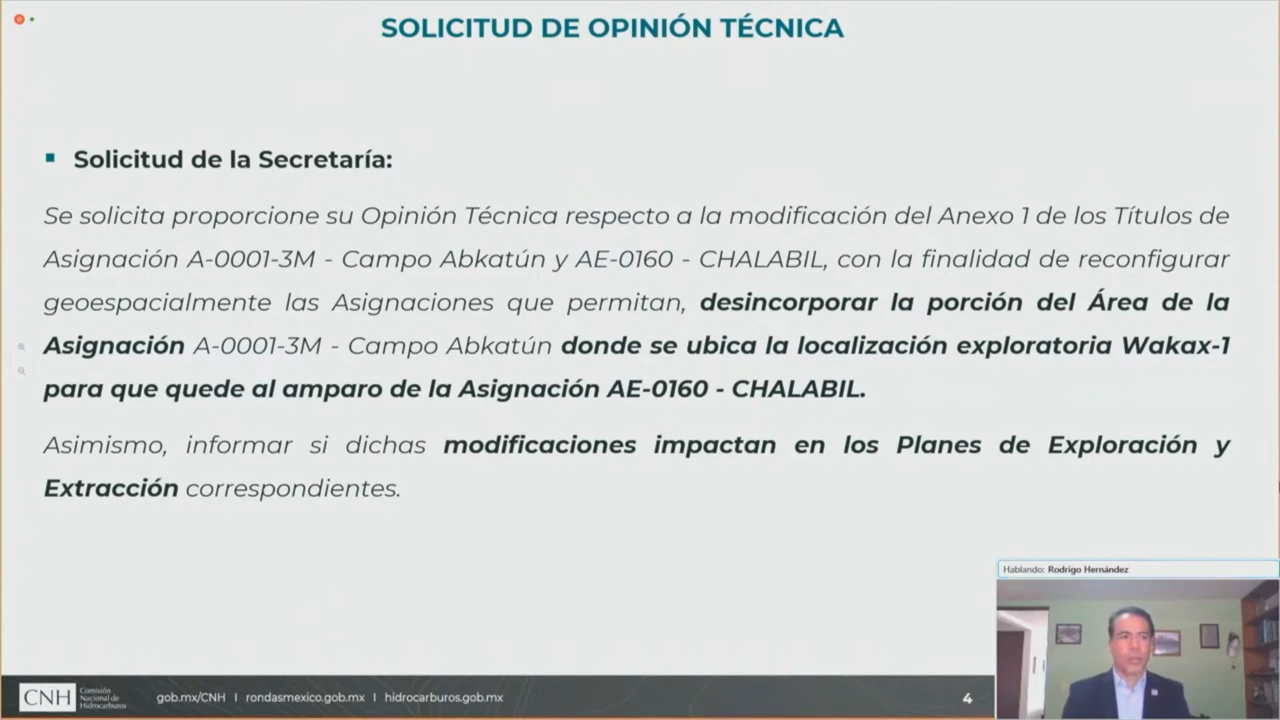 SOLICITUD DE OPINIÓN TÉCNICA
▪ Solicitud de la Secretaría:
Se solicita proporcione su Opinión Técnica respecto a la modificación del Anexo 1 de los Títulos de
Asignación A-0001-3M - Campo Abkatún y AE-0160 - CHALABIL, con la finalidad de reconfigurar
geoespacialmente las Asignaciones que permitan, desincorporar la porción del Área de la
Asignación A-0001-3M - Campo Abkatún donde se ubica la localización exploratoria Wakax-1
para que quede al amparo de la Asignación AE-0160 - CHALABIL.
Asimismo, informar si dichas modificaciones impactan en los Planes de Exploración y
Extracción correspondientes.
Hablando: Rodrigo Hernández
CNH
Comisión
Nacional de
Hidrocarburos
gob.mx/CNH I rondasmexico.gob.mx I hidrocarburos.gob.mx
4